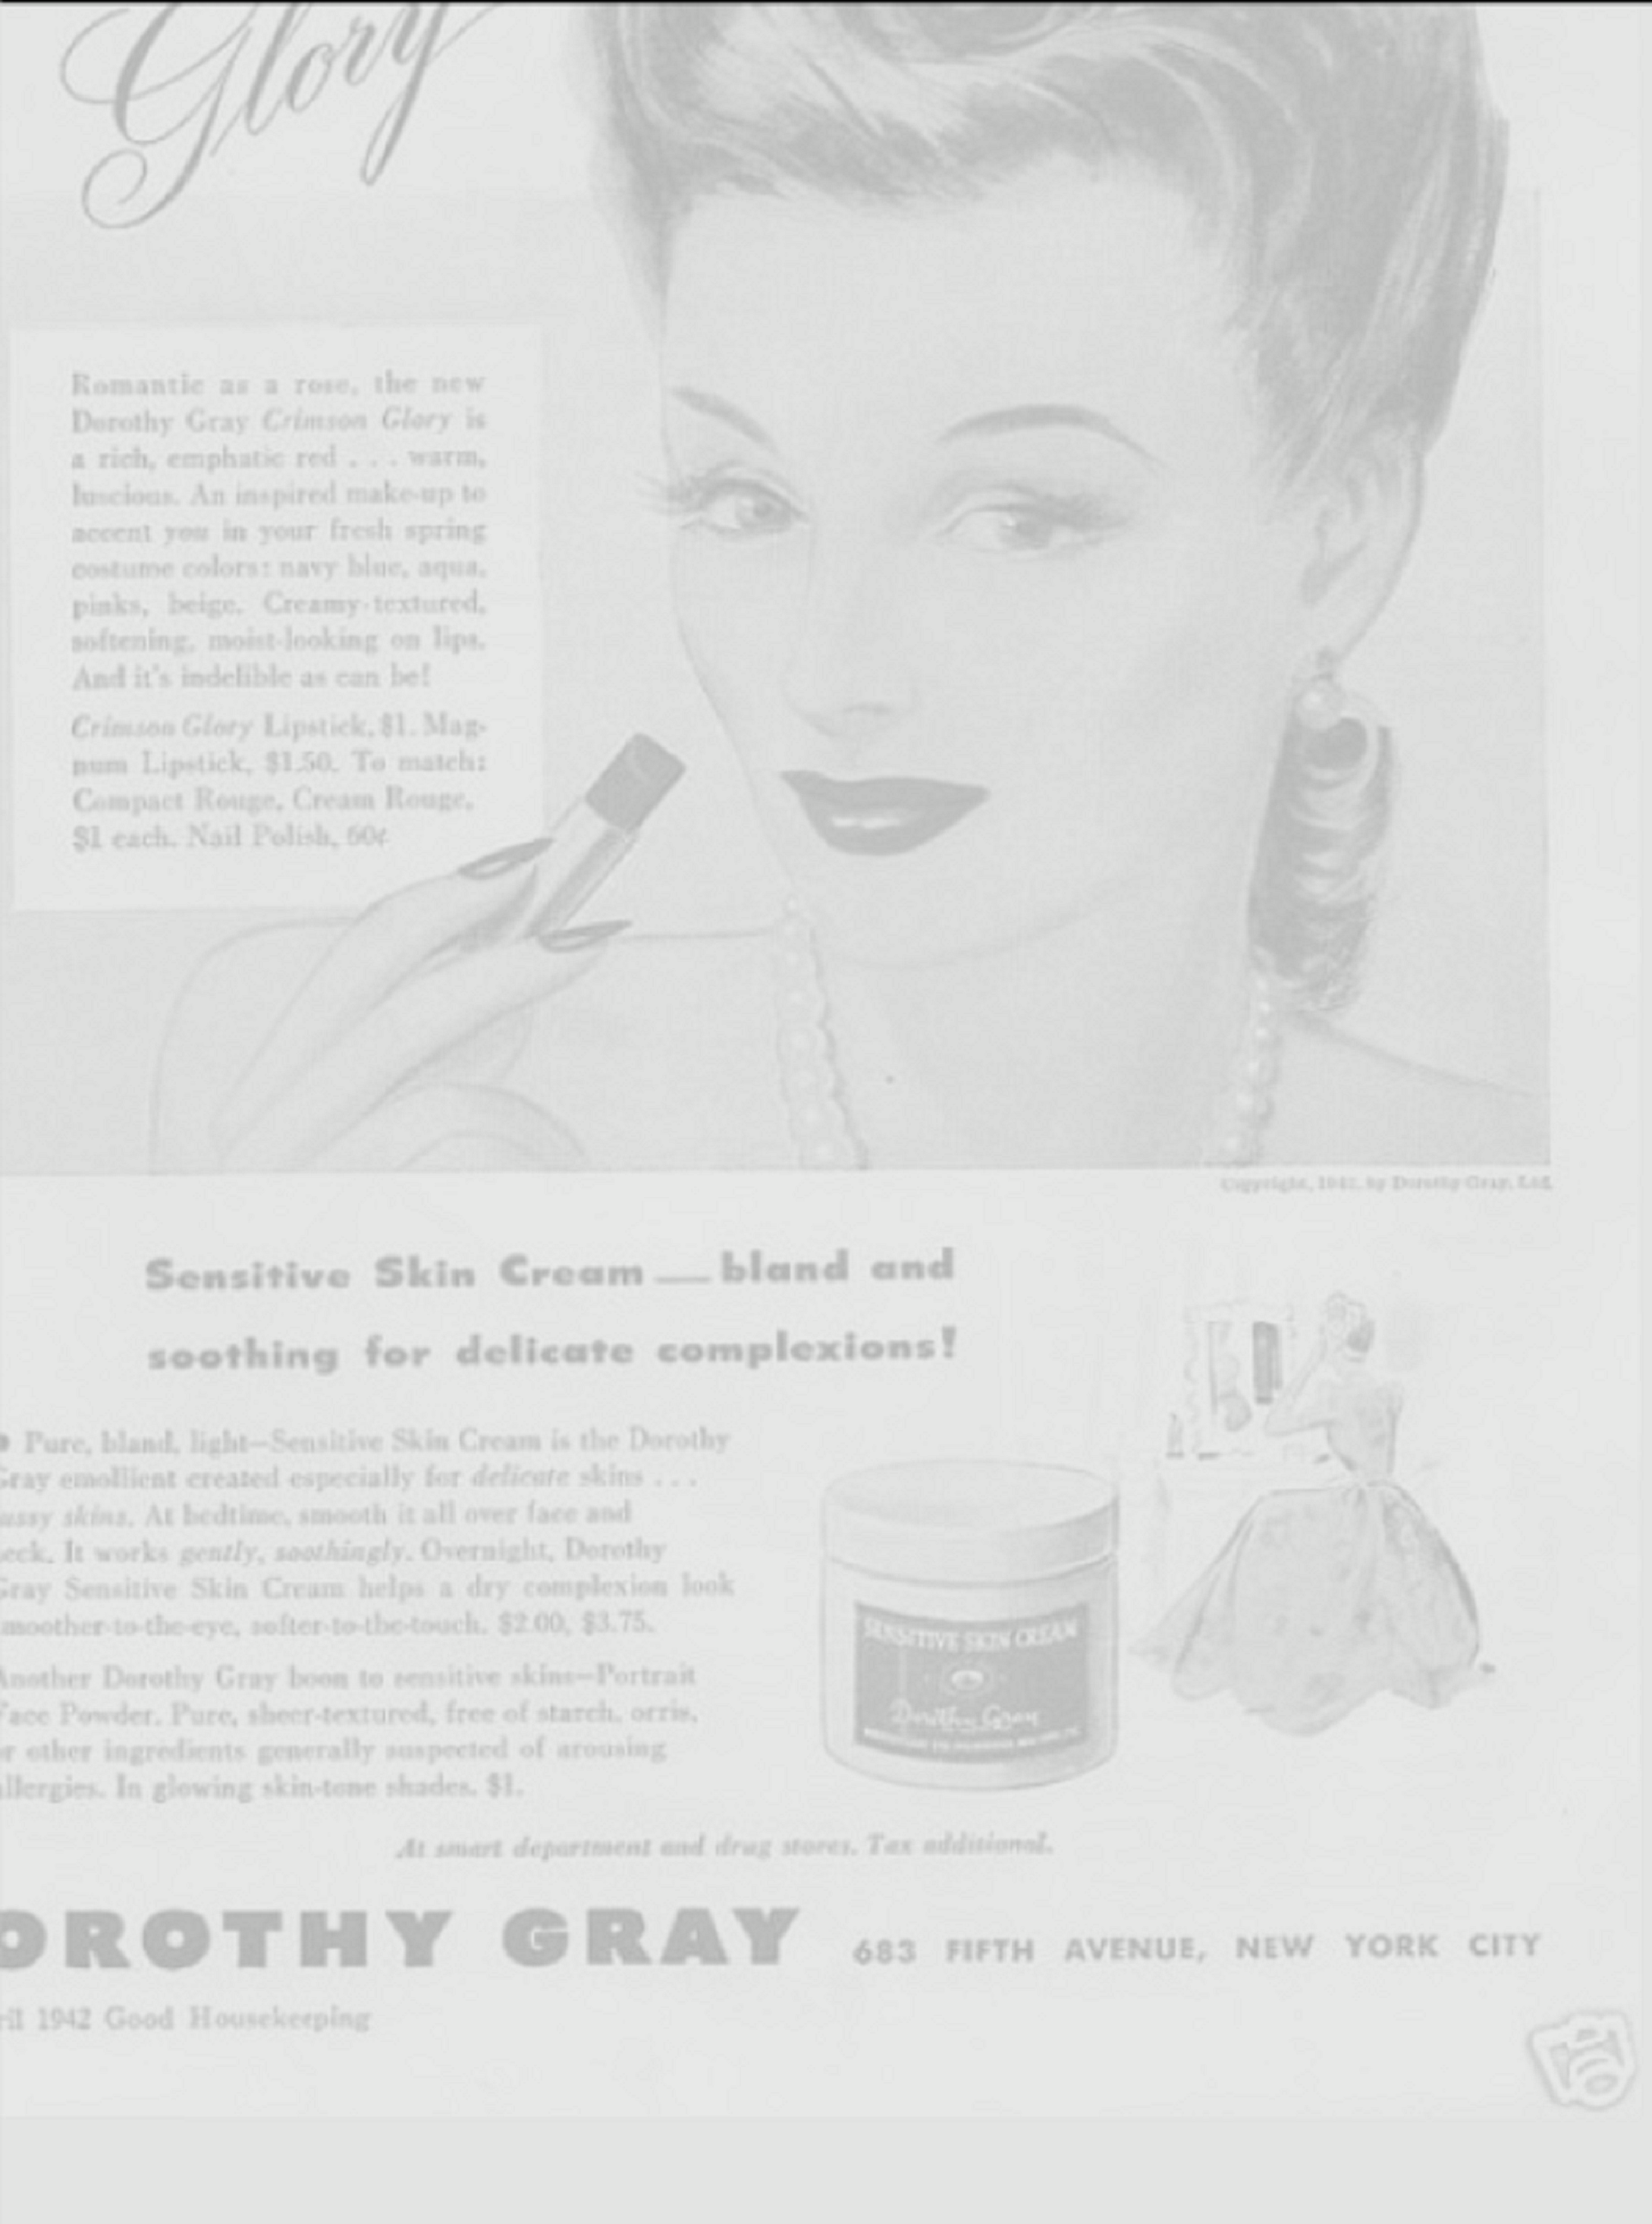 Glory
Romantic as a rose, the new
Dorothy Gray Crimson Glory is
a rich, emphatic red . . . warm,
luscious. An inspired make-up to
accent you in your fresh spring
costume colors: navy blue, aqua,
pinks, beige. Creamy-textured,
softening, moist-looking on lips.
And it's indelible as can be!
Crimson Glory Lipstick, $1. Mag-
num Lipstick, $1.50. To match:
Compact Rouge, Cream Rouge,
$1 each. Nail Polish, 60¢
Copyright, 1942, by Dorothy Gray, Ltd.
Sensitive Skin Cream — bland and
soothing for delicate complexions!
Pure, bland, light—Sensitive Skin Cream is the Dorothy
Gray emollient created especially for delicate skins . . .
ussy skins. At bedtime, smooth it all over face and
eck. It works gently, soothingly. Overnight, Dorothy
Gray Sensitive Skin Cream helps a dry complexion look
moother-to-the-eye, softer-to-the-touch. $2.00, $3.75.
Another Dorothy Gray boon to sensitive skins—Portrait
Face Powder. Pure, sheer-textured, free of starch, orris,
r other ingredients generally suspected of arousing
llergies. In glowing skin-tone shades. $1.
SENSITIVE SKIN CREAM
Dorothy Gray
At smart department and drug stores. Tax additional.
OROTHY GRAY 683 FIFTH AVENUE, NEW YORK CITY
ril 1942 Good Housekeeping